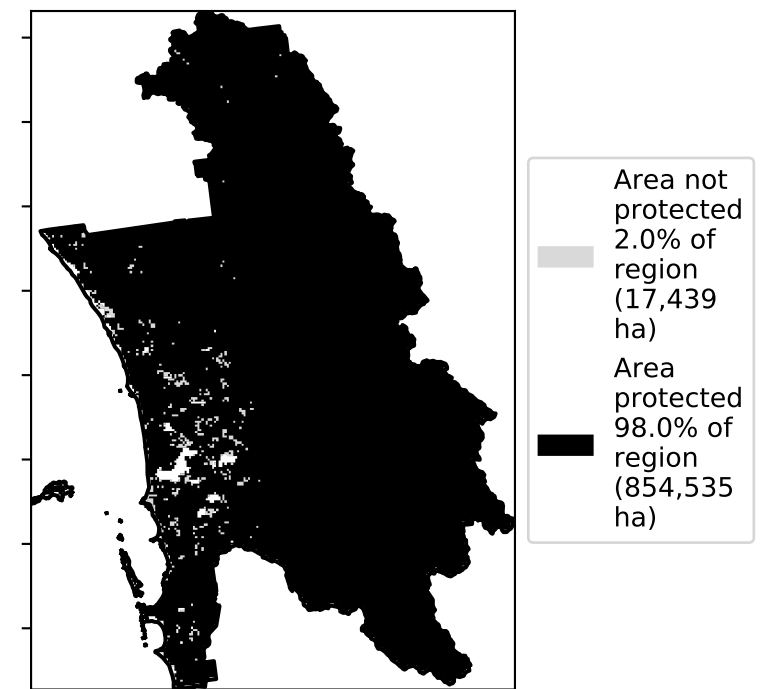 Area not
protected
2.0% of
region
(17,439
ha)
Area
protected
98.0% of
region
(854,535
ha)